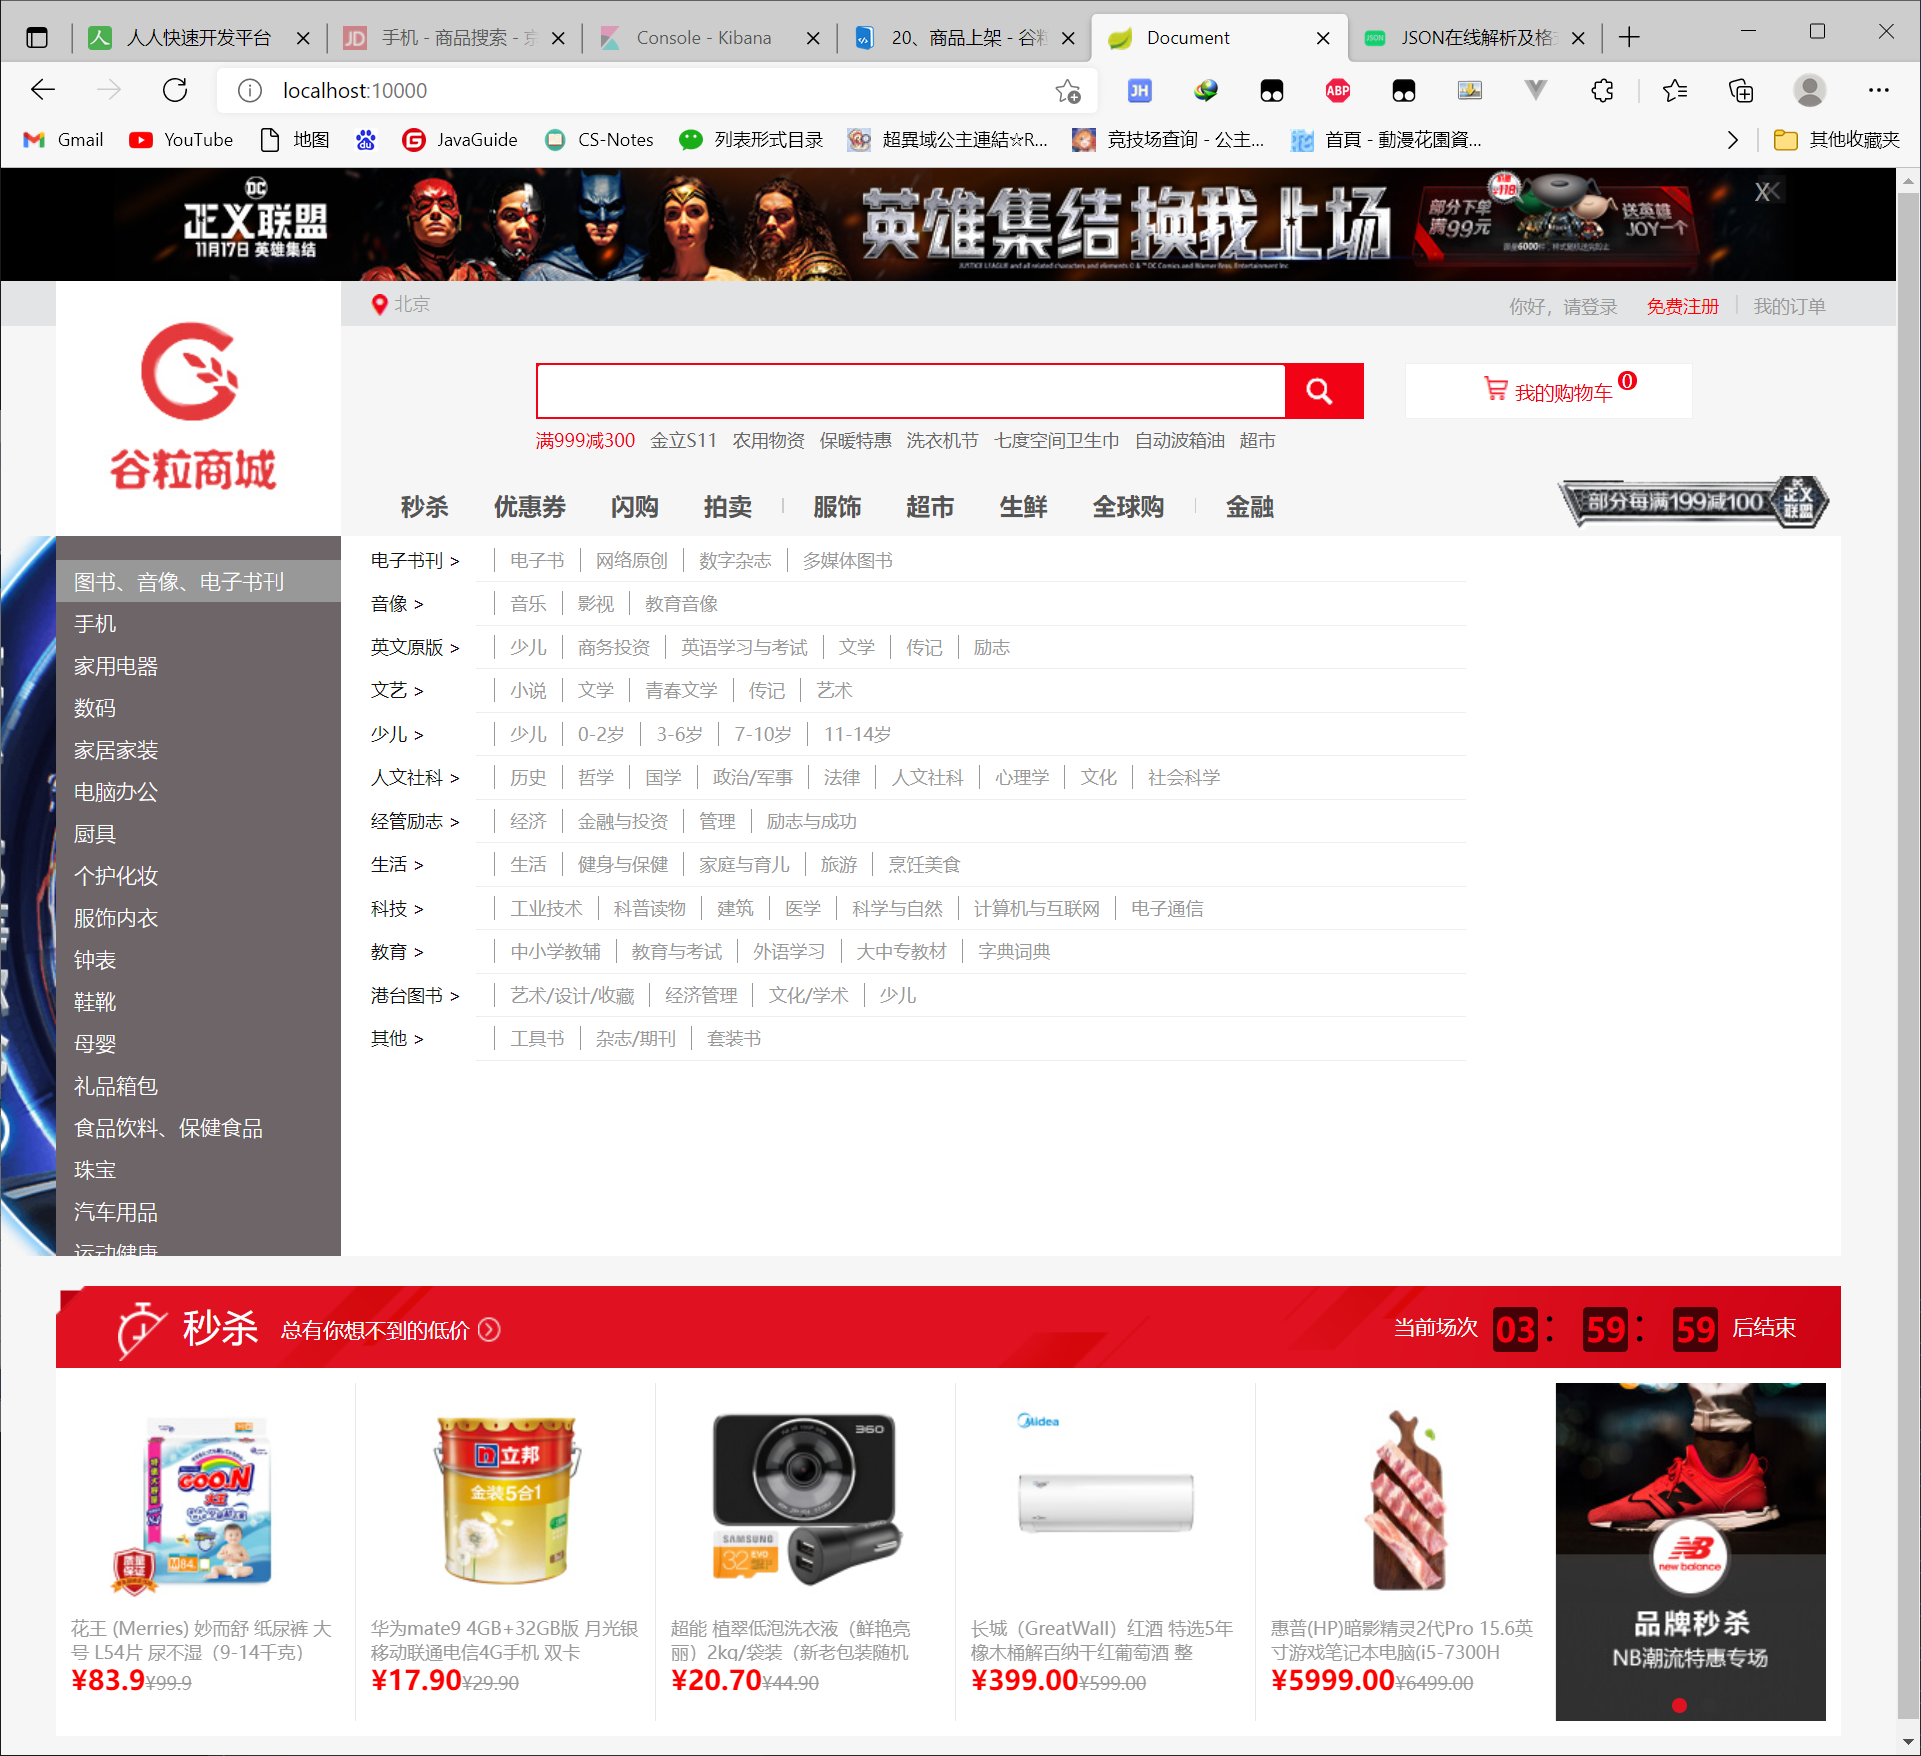 人人快速开发平台
JD 手机 - 商品搜索 - 京
Console - Kibana
20、商品上架 - 谷粒
Document
JSON在线解析及格式
localhost:10000
JH
ABP
Gmail
YouTube
地图
du
JavaGuide
CS-Notes
列表形式目录
超異域公主連結☆R...
竞技场查询 - 公主...
首頁 - 動漫花園資...
其他收藏夹
DC
正义联盟
11月17日 英雄集结
英雄集结 换我上场
部分下单
满99元
送英雄
JOY一个
X
北京
你好，请登录
免费注册
我的订单
谷粒商城
我的购物车 0
满999减300 金立S11 农用物资 保暖特惠 洗衣机节 七度空间卫生巾 自动波箱油 超市
秒杀 优惠券 闪购 拍卖 服饰 超市 生鲜 全球购 金融
部分每满199减100
正义
联盟
图书、音像、电子书刊
手机
家用电器
数码
家居家装
电脑办公
厨具
个护化妆
服饰内衣
钟表
鞋靴
母婴
礼品箱包
食品饮料、保健食品
珠宝
汽车用品
运动健康
电子书刊 > 电子书 网络原创 数字杂志 多媒体图书
音像 > 音乐 影视 教育音像
英文原版 > 少儿 商务投资 英语学习与考试 文学 传记 励志
文艺 > 小说 文学 青春文学 传记 艺术
少儿 > 少儿 0-2岁 3-6岁 7-10岁 11-14岁
人文社科 > 历史 哲学 国学 政治/军事 法律 人文社科 心理学 文化 社会科学
经管励志 > 经济 金融与投资 管理 励志与成功
生活 > 生活 健身与保健 家庭与育儿 旅游 烹饪美食
科技 > 工业技术 科普读物 建筑 医学 科学与自然 计算机与互联网 电子通信
教育 > 中小学教辅 教育与考试 外语学习 大中专教材 字典词典
港台图书 > 艺术/设计/收藏 经济管理 文化/学术 少儿
其他 > 工具书 杂志/期刊 套装书
秒杀 总有你想不到的低价
当前场次 03 : 59 : 59 后结束
GOO.N
大王
质量
保证
M84
花王 (Merries) 妙而舒 纸尿裤 大
号 L54片 尿不湿（9-14千克）
¥83.9¥99.9
立邦
金装5合1
华为mate9 4GB+32GB版 月光银
移动联通电信4G手机 双卡
¥17.90¥29.90
360
SAMSUNG
32 EVO
超能 植翠低泡洗衣液（鲜艳亮
丽）2kg/袋装（新老包装随机
¥20.70¥44.90
Midea
长城（GreatWall）红酒 特选5年
橡木桶解百纳干红葡萄酒 整
¥399.00¥599.00
惠普(HP)暗影精灵2代Pro 15.6英
寸游戏笔记本电脑(i5-7300H
¥5999.00¥6499.00
new balance
品牌秒杀
NB潮流特惠专场